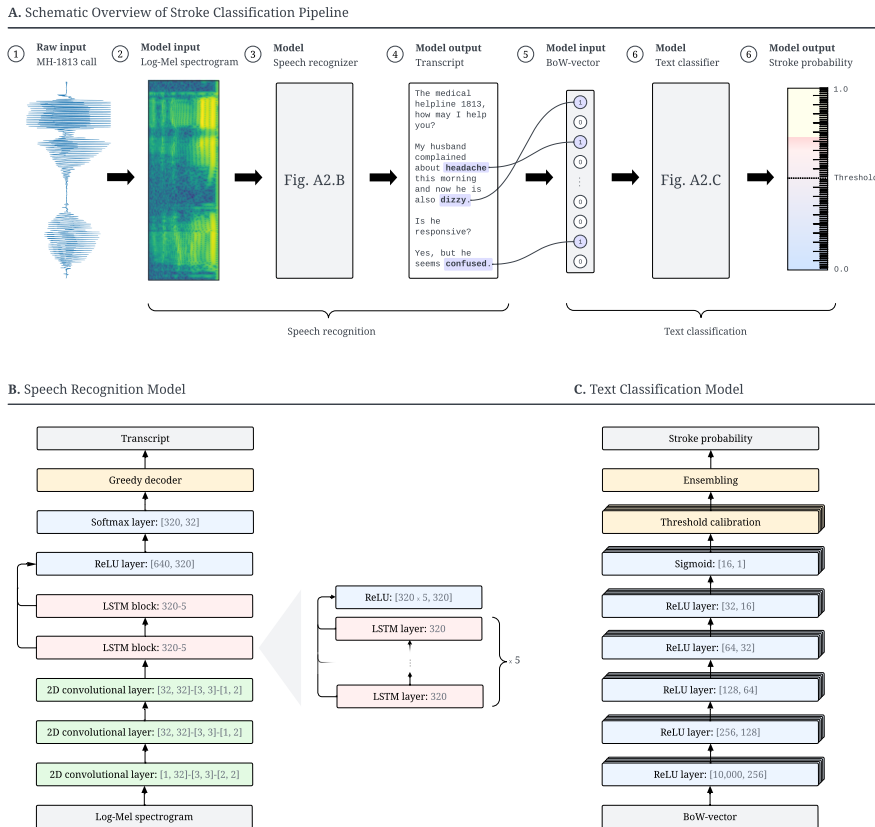 A. Schematic Overview of Stroke Classification Pipeline
1 Raw input
MH-1813 call
2 Model input
Log-Mel spectrogram
3 Model
Speech recognizer
4 Model output
Transcript
5 Model input
BoW-vector
6 Model
Text classifier
6 Model output
Stroke probability
Fig. A2.B
The medical
helpline 1813,
how may I help
you?
My husband
complained
about headache
this morning
and now he is
also dizzy.
Is he
responsive?
Yes, but he
seems confused.
1
0
1
0
⋮
0
0
1
0
Fig. A2.C
1.0
Threshold
0.0
Speech recognition
Text classification
B. Speech Recognition Model
Transcript
Greedy decoder
Softmax layer: [320, 32]
ReLU layer: [640, 320]
LSTM block: 320-5
LSTM block: 320-5
2D convolutional layer: [32, 32]-[3, 3]-[1, 2]
2D convolutional layer: [32, 32]-[3, 3]-[1, 2]
2D convolutional layer: [1, 32]-[3, 3]-[2, 2]
Log-Mel spectrogram
ReLU: [320 x 5, 320]
LSTM layer: 320
⋮
LSTM layer: 320
x 5
C. Text Classification Model
Stroke probability
Ensembling
Threshold calibration
Sigmoid: [16, 1]
ReLU layer: [32, 16]
ReLU layer: [64, 32]
ReLU layer: [128, 64]
ReLU layer: [256, 128]
ReLU layer: [10,000, 256]
BoW-vector